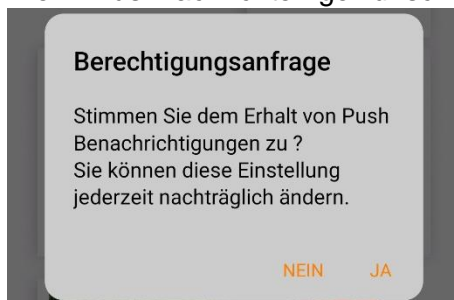 Berechtigungsanfrage
Stimmen Sie dem Erhalt von Push
Benachrichtigungen zu ?
Sie können diese Einstellung
jederzeit nachträglich ändern.
NEIN JA